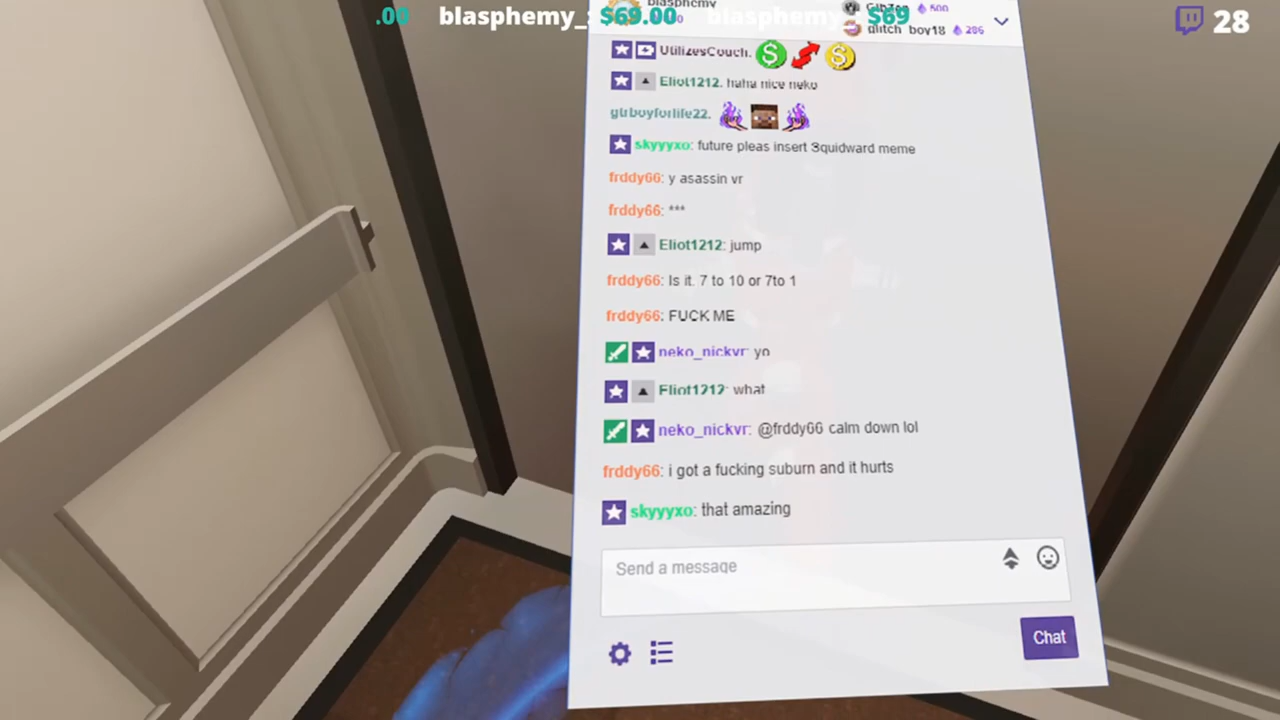 .00 blasphemy_ $69.00 blasphemy_ $69
28
blasphemy
500
glitch_boy18 286
UtilizesCouch.
Eliot1212. haha nice neko
skyyyxo: future pleas insert Squidward meme
frddy66: y asassin vr
frddy66: ***
Eliot1212: jump
frddy66: Is it. 7 to 10 or 7to 1
frddy66: FUCK ME
neko_nickvr: yo
Eliot1212: what
neko_nickvr: @frddy66 calm down lol
frddy66: i got a fucking suburn and it hurts
skyyyxo: that amazing
Send a message
Chat